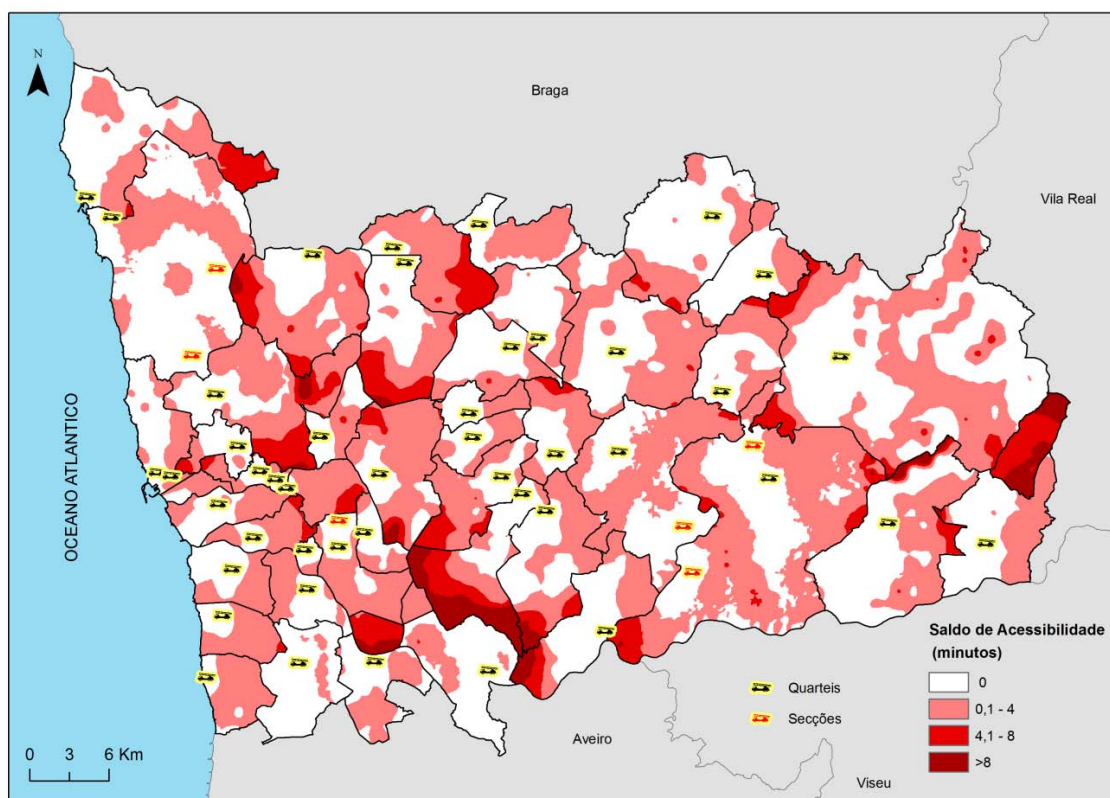 N
Braga
Vila Real
OCEANO ATLANTICO
Saldo de Acessibilidade
(minutos)
0
0,1 - 4
4,1 - 8
>8
Quarteis
Secções
Aveiro
Viseu
0 3 6 Km